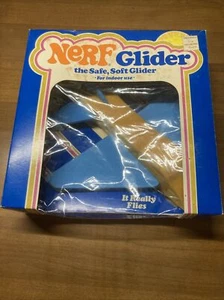 NERF Glider
the Safe, Soft Glider
for indoor use
It Really
Flies